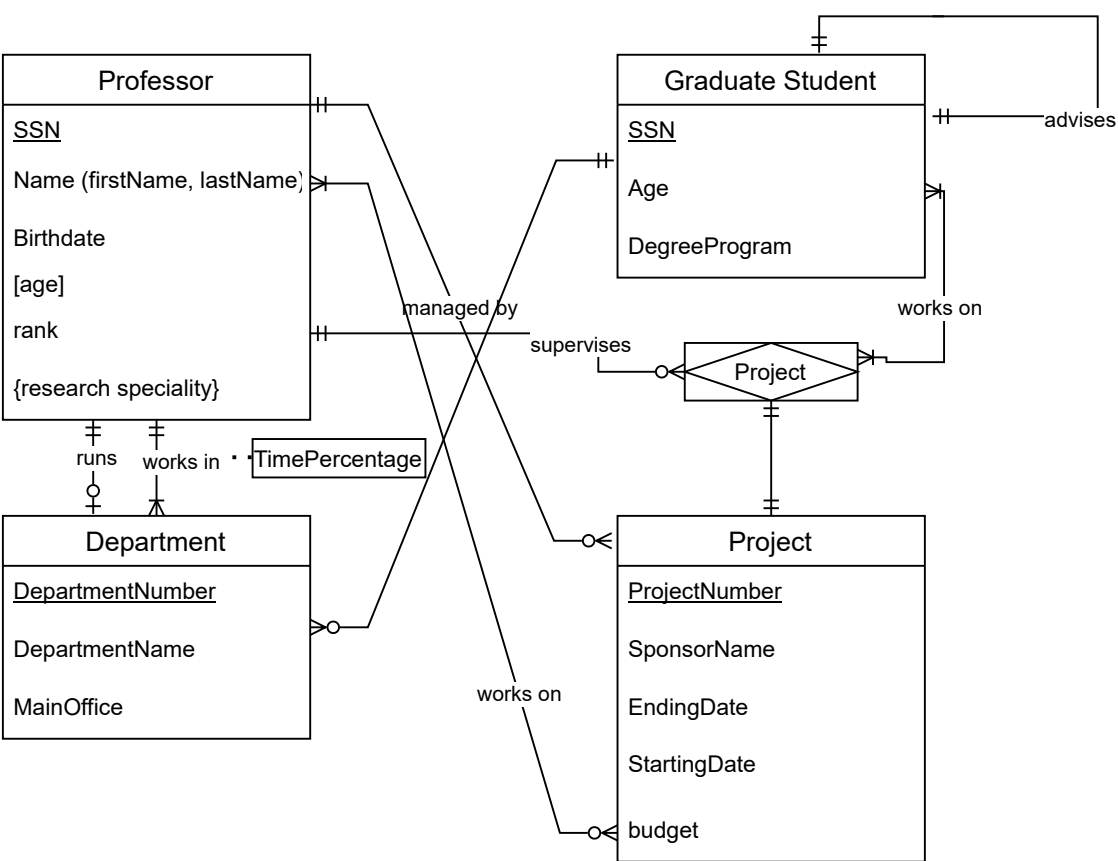 Professor
SSN
Name (firstName, lastName)
Birthdate
[age]
rank
{research speciality}
Graduate Student
SSN
Age
DegreeProgram
advises
managed by
works on
supervises
Project
runs
works in
TimePercentage
Department
DepartmentNumber
DepartmentName
MainOffice
works on
Project
ProjectNumber
SponsorName
EndingDate
StartingDate
budget